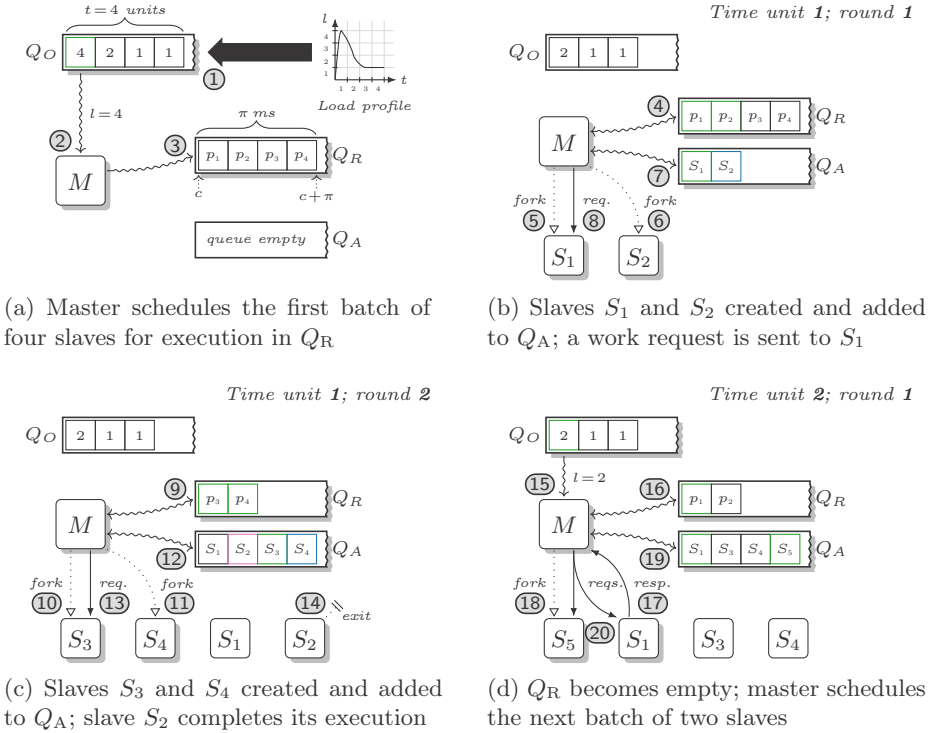 t = 4 units
Q_O 4 2 1 1
1
l
4
3
2
1
1 2 3 4
t
Load profile
l = 4
2
3
π ms
M
p₁ p₂ p₃ p₄ Q_R
c
c + π
queue empty Q_A
(a) Master schedules the first batch of
four slaves for execution in Q_R
Time unit 1; round 1
Q_O 2 1 1
4
p₁ p₂ p₃ p₄ Q_R
M
7
S₁ S₂ Q_A
fork req. fork
5 8 6
S₁ S₂
(b) Slaves S₁ and S₂ created and added
to Q_A; a work request is sent to S₁
Time unit 1; round 2
Q_O 2 1 1
9
p₃ p₄ Q_R
M
12
S₁ S₂ S₃ S₄ Q_A
fork req. fork
10 13 11 14
exit
S₃ S₄ S₁ S₂
(c) Slaves S₃ and S₄ created and added
to Q_A; slave S₂ completes its execution
Time unit 2; round 1
Q_O 2 1 1
15 l = 2
16
p₁ p₂ Q_R
M
19
S₁ S₃ S₄ S₅ Q_A
fork reqs. resp.
18 17
20
S₅ S₁ S₃ S₄
(d) Q_R becomes empty; master schedules
the next batch of two slaves